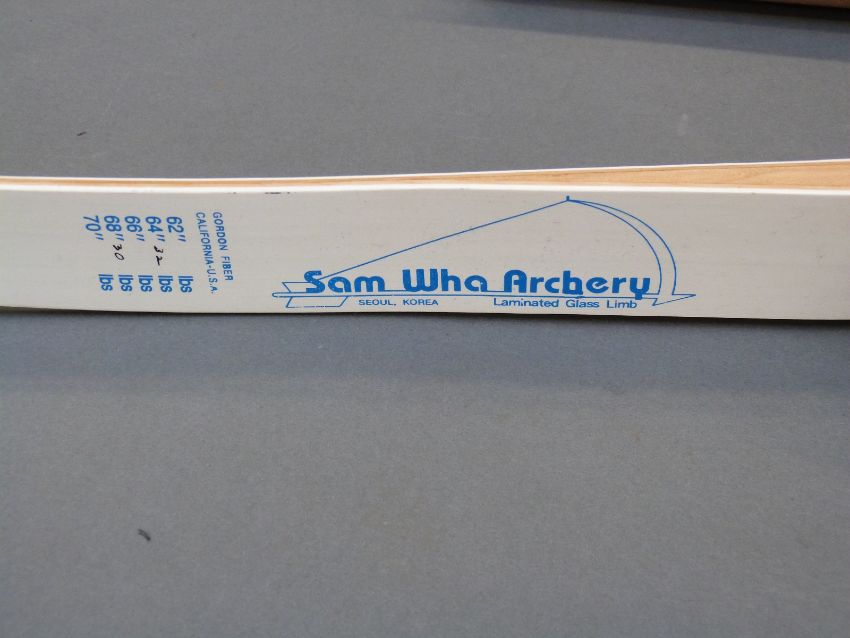 GORDON FIBER
CALIFORNIA-U.S.A.
62" lbs
64" 32 lbs
66" lbs
68" 30 lbs
70" lbs
Sam Wha Archery
SEOUL, KOREA
Laminated Glass Limb